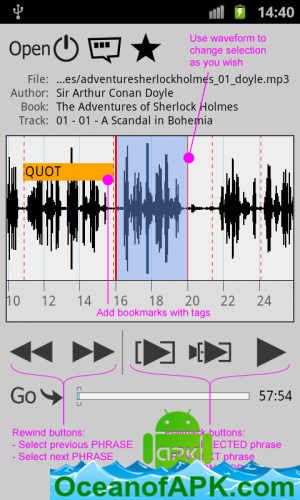 14:40
Open
Use waveform to
change selection
as you wish
File: ...es/adventuresherlockholmes_01_doyle.mp3
Author: Sir Arthur Conan Doyle
Book: The Adventures of Sherlock Holmes
Track: 01 - 01 - A Scandal in Bohemia
QUOT
10 12 14 16 18 20 22 24
Add bookmarks with tags
Go 57:54
Rewind buttons:
- Select previous PHRASE
- Select next PHRASE
buttons:
phrase
APK
OceanofAPK.com